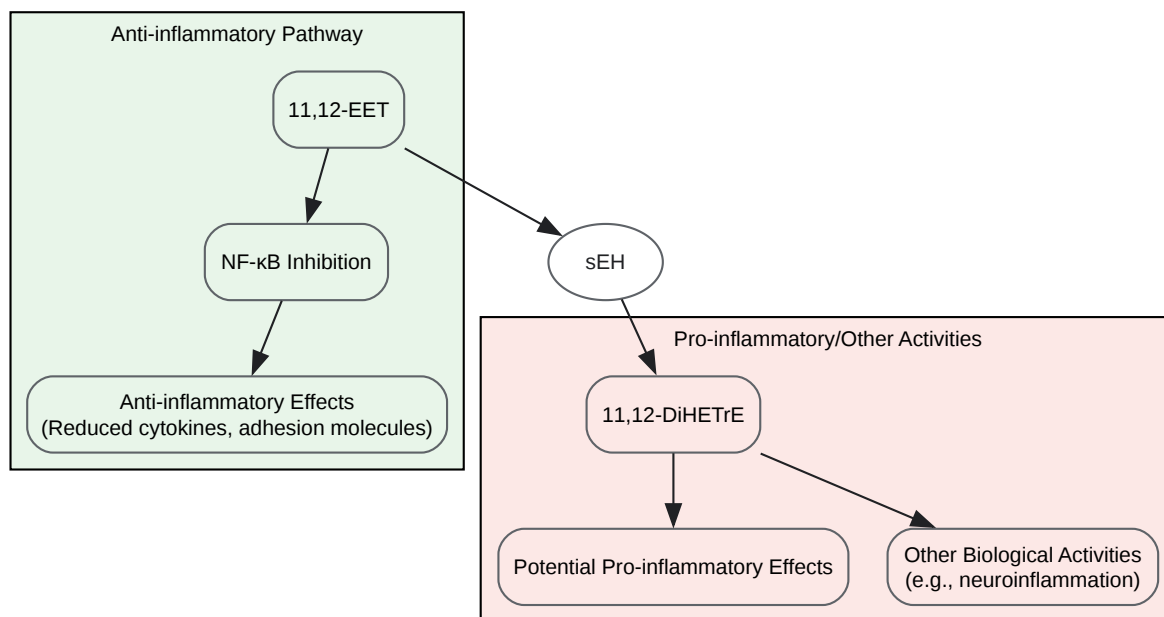 Anti-inflammatory Pathway
11,12-EET
NF-κB Inhibition
sEH
Anti-inflammatory Effects
(Reduced cytokines, adhesion molecules)
Pro-inflammatory/Other Activities
11,12-DiHETrE
Potential Pro-inflammatory Effects
Other Biological Activities
(e.g., neuroinflammation)